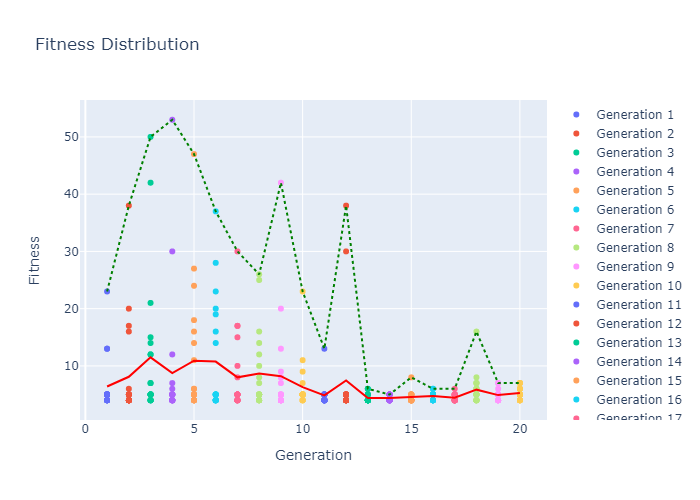 Fitness Distribution
Fitness
50
40
30
20
10
0
5
10
15
20
Generation
Generation 1
Generation 2
Generation 3
Generation 4
Generation 5
Generation 6
Generation 7
Generation 8
Generation 9
Generation 10
Generation 11
Generation 12
Generation 13
Generation 14
Generation 15
Generation 16
Generation 17